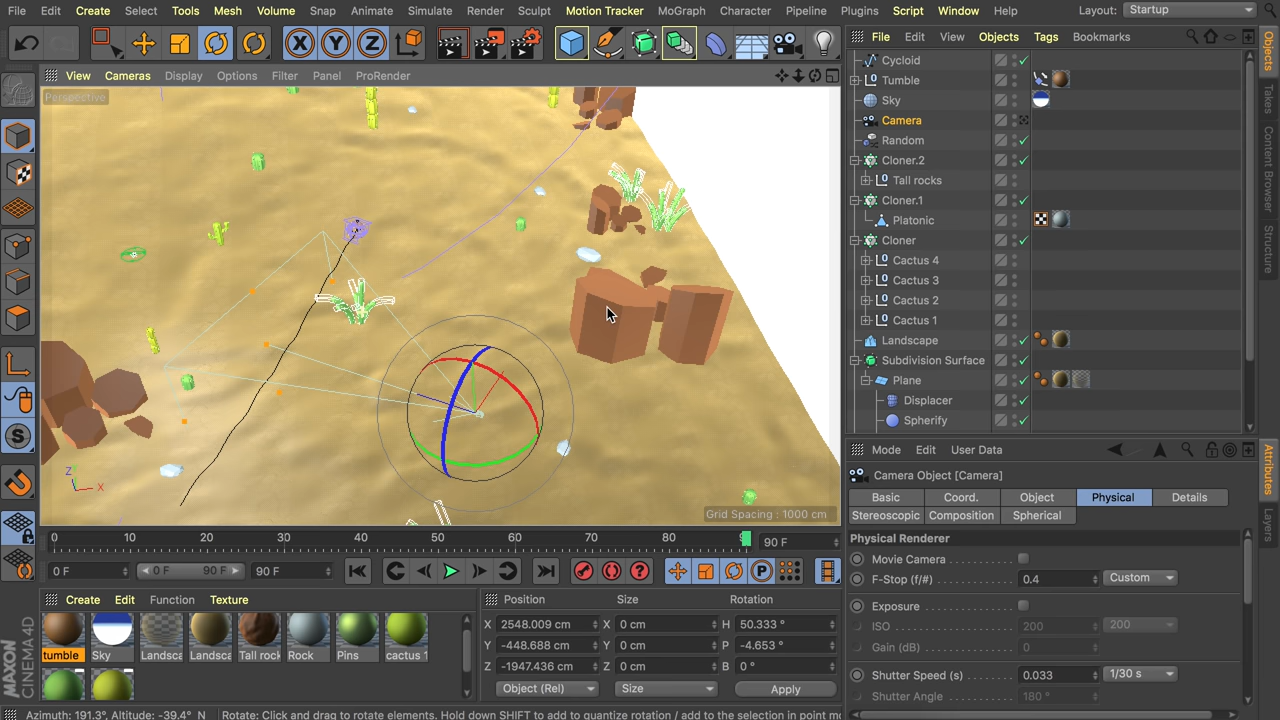 File Edit Create Select Tools Mesh Volume Snap Animate Simulate Render Sculpt Motion Tracker MoGraph Character Pipeline Plugins Script Window Help Layout: Startup
File Edit View Objects Tags Bookmarks
View Cameras Display Options Filter Panel ProRender
Perspective
Cycloid
Tumble
Sky
Camera
Random
Cloner.2
Tall rocks
Cloner.1
Platonic
Cloner
Cactus 4
Cactus 3
Cactus 2
Cactus 1
Landscape
Subdivision Surface
Plane
Displacer
Spherify
Objects
Takes
Content Browser
Structure
Z
X
Grid Spacing : 1000 cm
Mode Edit User Data
Camera Object [Camera]
Basic Coord. Object Physical Details
Stereoscopic Composition Spherical
Physical Renderer
Movie Camera
F-Stop (f/#) 0.4 Custom
Exposure
ISO 200 200
Gain (dB) 0
Shutter Speed (s) 0.033 1/30 s
Shutter Angle 180 °
Attributes
Layers
0 10 20 30 40 50 60 70 80 90 F
0 F 0 F 90 F 90 F
Create Edit Function Texture
tumble Sky Landsca Landsca Tall rock Rock Pins cactus 1
Position Size Rotation
X 2548.009 cm X 0 cm H 50.333 °
Y -448.688 cm Y 0 cm P -4.653 °
Z -1947.436 cm Z 0 cm B 0 °
Object (Rel) Size Apply
MAXON
CINEMA4D
Azimuth: 191.3°, Altitude: -39.4° N Rotate: Click and drag to rotate elements. Hold down SHIFT to add to quantize rotation / add to the selection in point mo